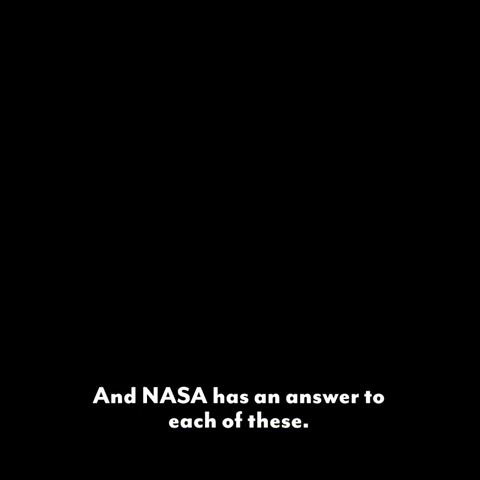 And NASA has an answer to
each of these.